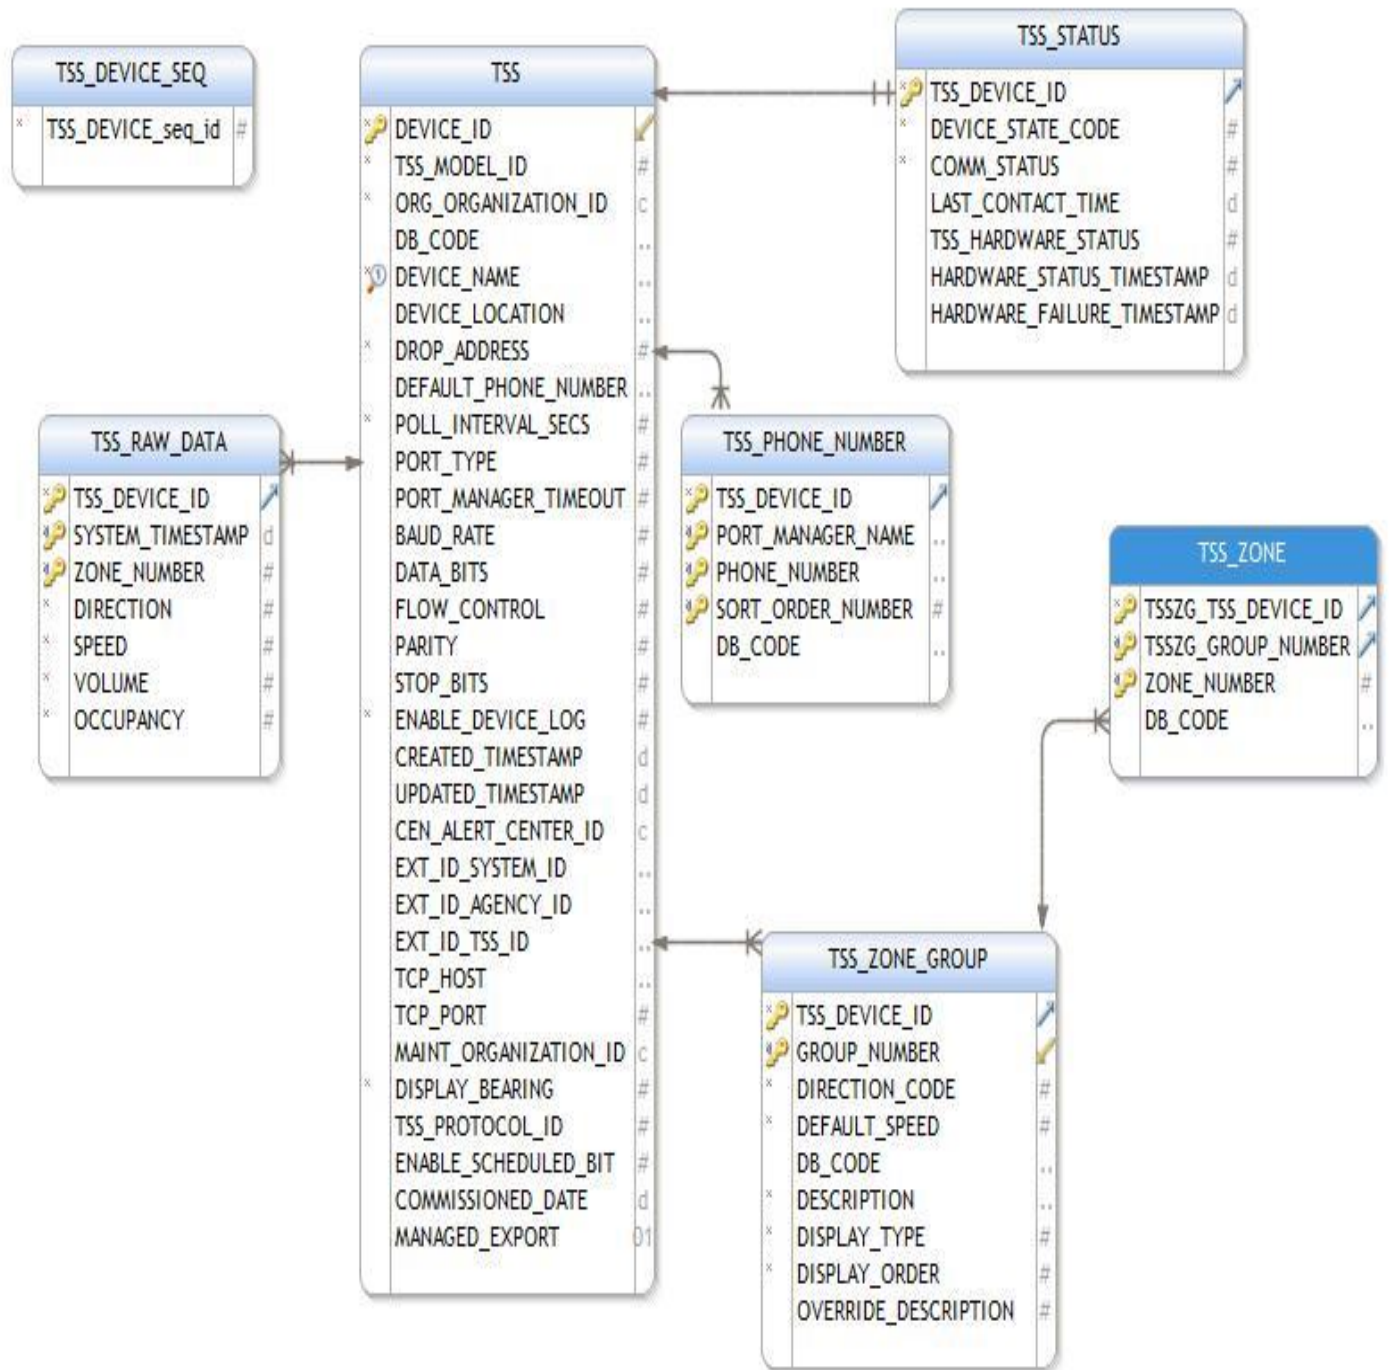 TSS_DEVICE_SEQ
TSS_DEVICE_seq_id #
TSS
DEVICE_ID
TSS_MODEL_ID #
ORG_ORGANIZATION_ID c
DB_CODE ..
DEVICE_NAME ..
DEVICE_LOCATION ..
DROP_ADDRESS #
DEFAULT_PHONE_NUMBER ..
POLL_INTERVAL_SECS #
PORT_TYPE #
PORT_MANAGER_TIMEOUT #
BAUD_RATE #
DATA_BITS #
FLOW_CONTROL #
PARITY #
STOP_BITS #
ENABLE_DEVICE_LOG #
CREATED_TIMESTAMP d
UPDATED_TIMESTAMP d
CEN_ALERT_CENTER_ID c
EXT_ID_SYSTEM_ID ..
EXT_ID_AGENCY_ID ..
EXT_ID_TSS_ID ..
TCP_HOST ..
TCP_PORT #
MAINT_ORGANIZATION_ID c
DISPLAY_BEARING #
TSS_PROTOCOL_ID #
ENABLE_SCHEDULED_BIT #
COMMISSIONED_DATE d
MANAGED_EXPORT 01
TSS_STATUS
TSS_DEVICE_ID
DEVICE_STATE_CODE #
COMM_STATUS #
LAST_CONTACT_TIME d
TSS_HARDWARE_STATUS #
HARDWARE_STATUS_TIMESTAMP d
HARDWARE_FAILURE_TIMESTAMP d
TSS_RAW_DATA
TSS_DEVICE_ID
SYSTEM_TIMESTAMP d
ZONE_NUMBER #
DIRECTION #
SPEED #
VOLUME #
OCCUPANCY #
TSS_PHONE_NUMBER
TSS_DEVICE_ID
PORT_MANAGER_NAME ..
PHONE_NUMBER ..
SORT_ORDER_NUMBER #
DB_CODE ..
TSS_ZONE
TSSZG_TSS_DEVICE_ID
TSSZG_GROUP_NUMBER
ZONE_NUMBER #
DB_CODE ..
TSS_ZONE_GROUP
TSS_DEVICE_ID
GROUP_NUMBER
DIRECTION_CODE #
DEFAULT_SPEED #
DB_CODE ..
DESCRIPTION ..
DISPLAY_TYPE #
DISPLAY_ORDER #
OVERRIDE_DESCRIPTION #